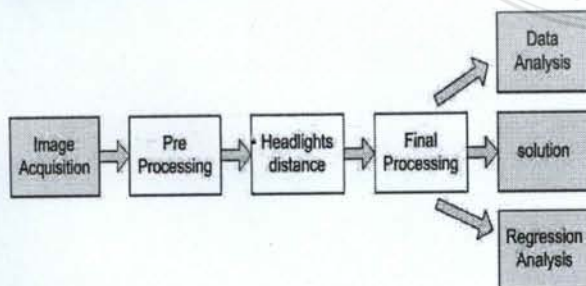 Image
Acquisition
Pre
Processing
Headlights
distance
Final
Processing
Data
Analysis
solution
Regression
Analysis